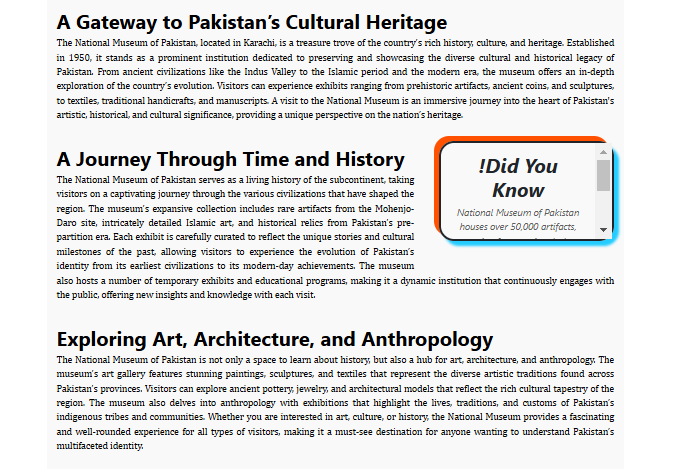 A Gateway to Pakistan's Cultural Heritage
The National Museum of Pakistan, located in Karachi, is a treasure trove of the country's rich history, culture, and heritage. Established
in 1950, it stands as a prominent institution dedicated to preserving and showcasing the diverse cultural and historical legacy of
Pakistan. From ancient civilizations like the Indus Valley to the Islamic period and the modern era, the museum offers an in-depth
exploration of the country's evolution. Visitors can experience exhibits ranging from prehistoric artifacts, ancient coins, and sculptures,
to textiles, traditional handicrafts, and manuscripts. A visit to the National Museum is an immersive journey into the heart of Pakistan's
artistic, historical, and cultural significance, providing a unique perspective on the nation's heritage.
A Journey Through Time and History
The National Museum of Pakistan serves as a living history of the subcontinent, taking
visitors on a captivating journey through the various civilizations that have shaped the
region. The museum's expansive collection includes rare artifacts from the Mohenjo-
Daro site, intricately detailed Islamic art, and historical relics from Pakistan's pre-
partition era. Each exhibit is carefully curated to reflect the unique stories and cultural
milestones of the past, allowing visitors to experience the evolution of Pakistan's
identity from its earliest civilizations to its modern-day achievements. The museum
also hosts a number of temporary exhibits and educational programs, making it a dynamic institution that continuously engages with
the public, offering new insights and knowledge with each visit.
!Did You
Know
National Museum of Pakistan
houses over 50,000 artifacts,
Exploring Art, Architecture, and Anthropology
The National Museum of Pakistan is not only a space to learn about history, but also a hub for art, architecture, and anthropology. The
museum's art gallery features stunning paintings, sculptures, and textiles that represent the diverse artistic traditions found across
Pakistan's provinces. Visitors can explore ancient pottery, jewelry, and architectural models that reflect the rich cultural tapestry of the
region. The museum also delves into anthropology with exhibitions that highlight the lives, traditions, and customs of Pakistan's
indigenous tribes and communities. Whether you are interested in art, culture, or history, the National Museum provides a fascinating
and well-rounded experience for all types of visitors, making it a must-see destination for anyone wanting to understand Pakistan's
multifaceted identity.